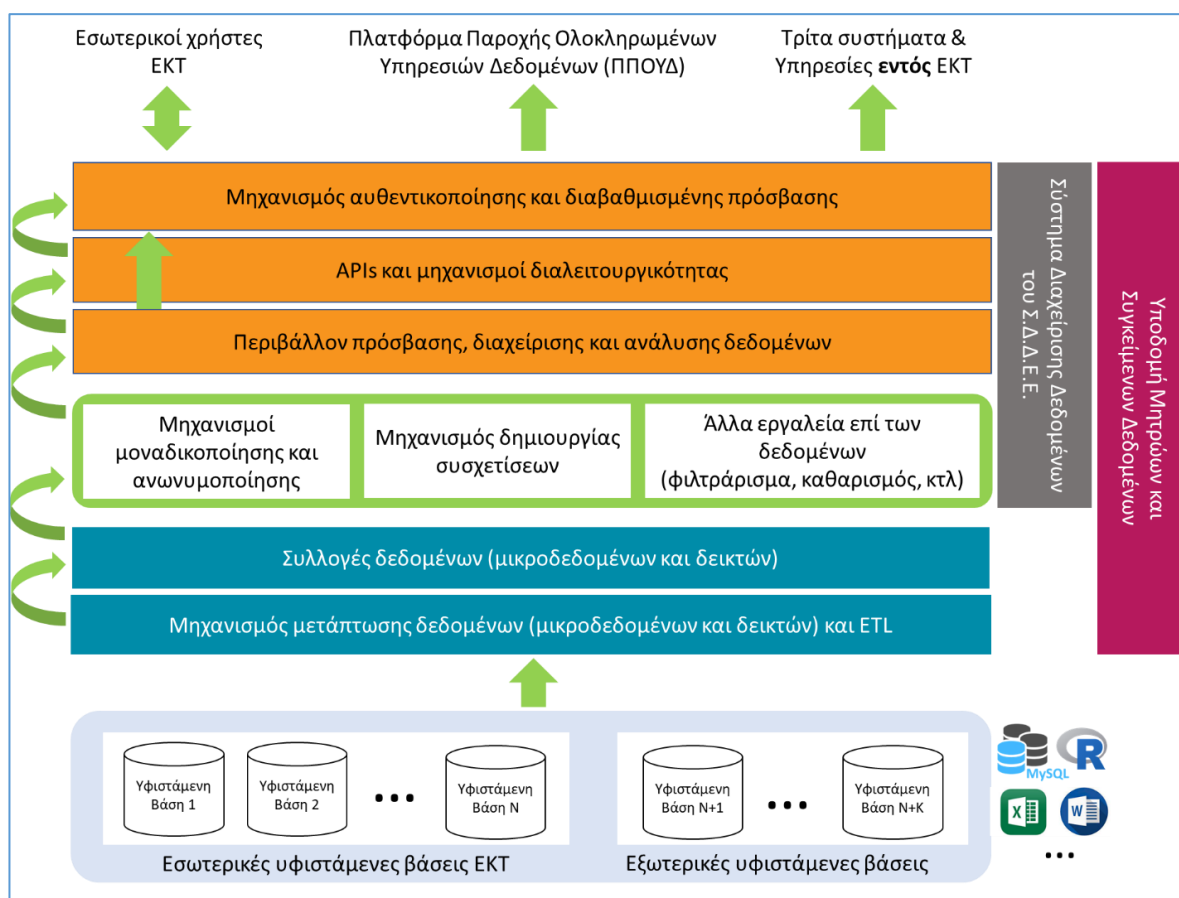 Εσωτερικοί χρήστες
ΕΚΤ
Πλατφόρμα Παροχής Ολοκληρωμένων
Υπηρεσιών Δεδομένων (ΠΠΟΥΔ)
Τρίτα συστήματα &
Υπηρεσίες εντός ΕΚΤ
Μηχανισμός αυθεντικοποίησης και διαβαθμισμένης πρόσβασης
APIs και μηχανισμοί διαλειτουργικότητας
Περιβάλλον πρόσβασης, διαχείρισης και ανάλυσης δεδομένων
Σύστημα Διαχείρισης Δεδομένων
του Σ.Δ.Δ.Ε.Ε.
Υποδομή Μητρώων και
Συγκείμενων Δεδομένων
Μηχανισμοί
μοναδικοποίησης και
ανωνυμοποίησης
Μηχανισμός δημιουργίας
συσχετίσεων
Άλλα εργαλεία επί των
δεδομένων
(φιλτράρισμα, καθαρισμός, κτλ)
Συλλογές δεδομένων (μικροδεδομένων και δεικτών)
Μηχανισμός μετάπτωσης δεδομένων (μικροδεδομένων και δεικτών) και ETL
Υφιστάμενη
Βάση 1
Υφιστάμενη
Βάση 2
...
Υφιστάμενη
Βάση N
Υφιστάμενη
Βάση N+1
...
Υφιστάμενη
Βάση N+K
Εσωτερικές υφιστάμενες βάσεις ΕΚΤ
Εξωτερικές υφιστάμενες βάσεις
MySQL
R
X
W
...